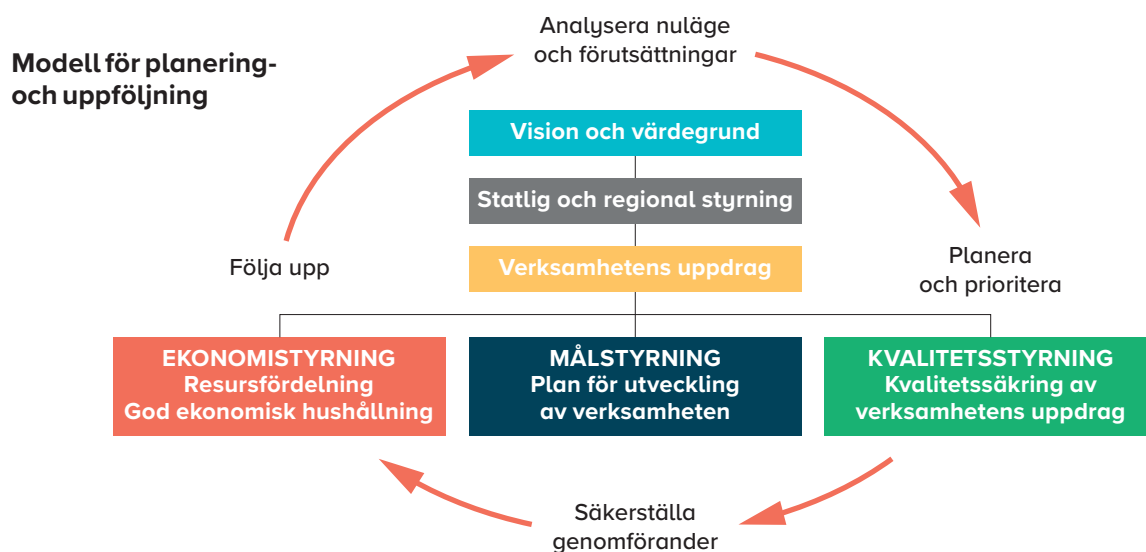 Modell för planering-
och uppföljning
Analysera nuläge
och förutsättningar
Vision och värdegrund
Statlig och regional styrning
Verksamhetens uppdrag
Följa upp
Planera
och prioritera
EKONOMISTYRNING
Resursfördelning
God ekonomisk hushållning
MÅLSTYRNING
Plan för utveckling
av verksamheten
KVALITETSSTYRNING
Kvalitetssäkring av
verksamhetens uppdrag
Säkerställa
genomförander